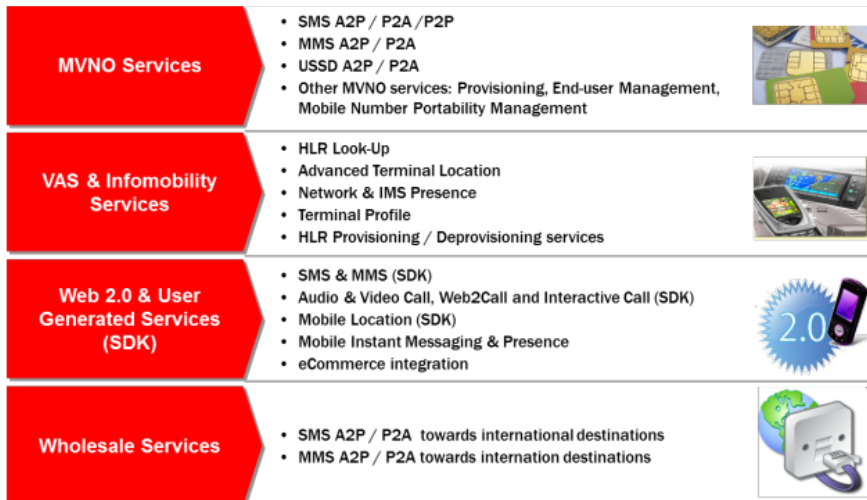 MVNO Services
• SMS A2P / P2A /P2P
• MMS A2P / P2A
• USSD A2P / P2A
• Other MVNO services: Provisioning, End-user Management,
Mobile Number Portability Management
VAS & Infomobility
Services
• HLR Look-Up
• Advanced Terminal Location
• Network & IMS Presence
• Terminal Profile
• HLR Provisioning / Deprovisioning services
Web 2.0 & User
Generated Services
(SDK)
• SMS & MMS (SDK)
• Audio & Video Call, Web2Call and Interactive Call (SDK)
• Mobile Location (SDK)
• Mobile Instant Messaging & Presence
• eCommerce integration
2.0
Wholesale Services
• SMS A2P / P2A towards international destinations
• MMS A2P / P2A towards internation destinations